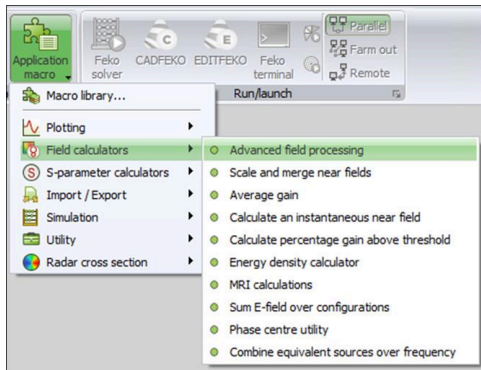 Application
macro
Feko
solver
CADFEKO
EDITFEKO
Feko
terminal
Parallel
Farm out
Remote
Run/launch
Macro library...
Plotting
Field calculators
S-parameter calculators
Import / Export
Simulation
Utility
Radar cross section
Advanced field processing
Scale and merge near fields
Average gain
Calculate an instantaneous near field
Calculate percentage gain above threshold
Energy density calculator
MRI calculations
Sum E-field over configurations
Phase centre utility
Combine equivalent sources over frequency